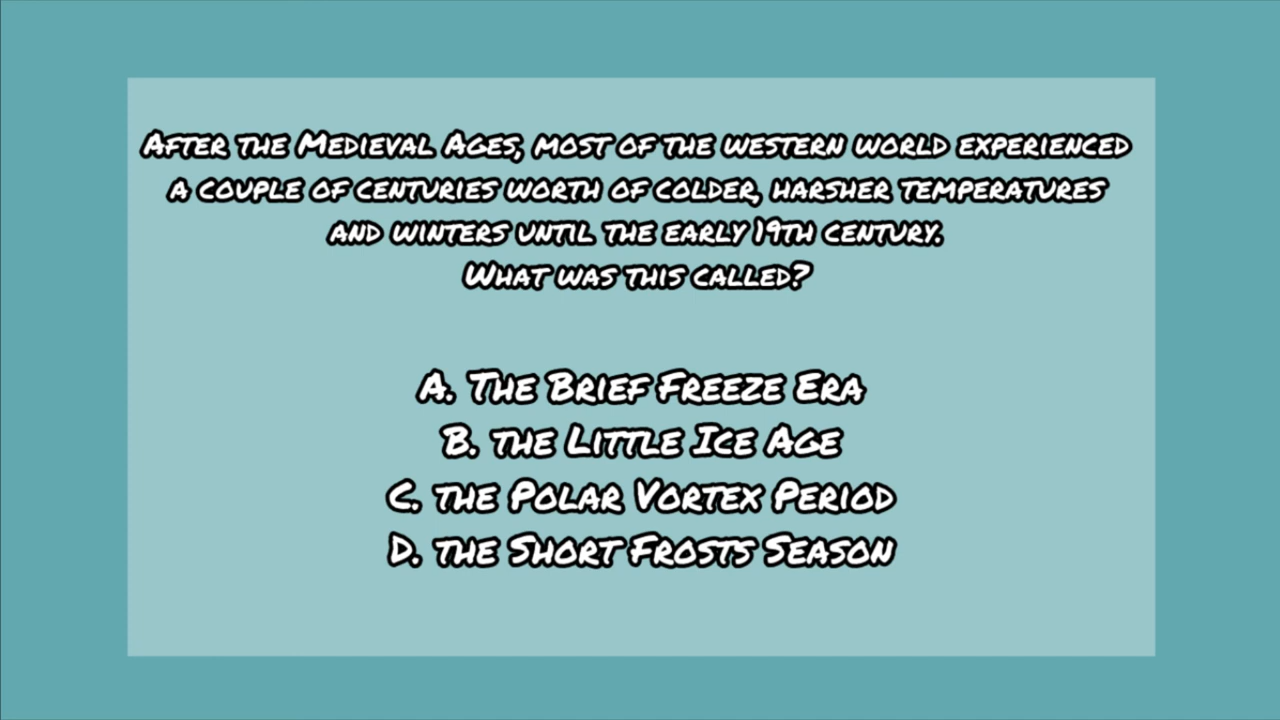 After the Medieval Ages, most of the western world experienced
a couple of centuries worth of colder, harsher temperatures
and winters until the early 19th century.
What was this called?
A. The Brief Freeze Era
B. the Little Ice Age
C. the Polar Vortex Period
D. the Short Frosts Season